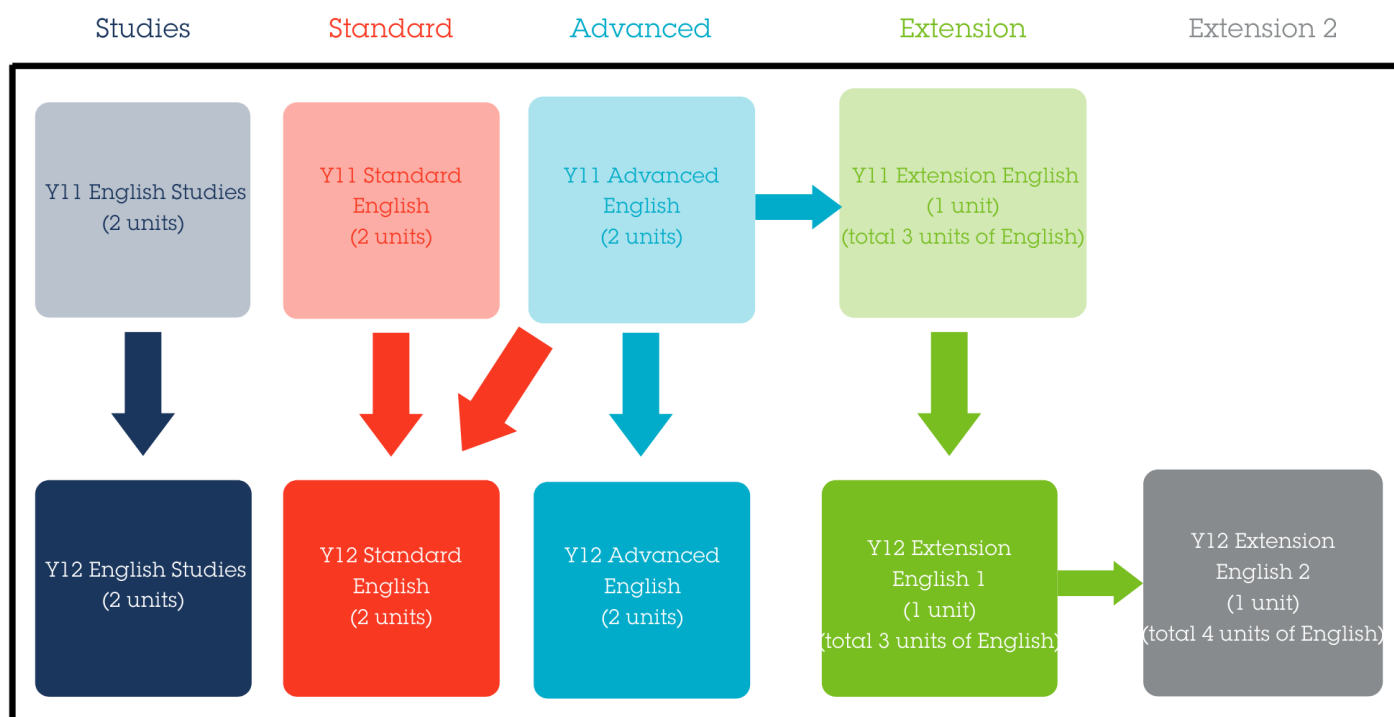 Studies
Standard
Advanced
Extension
Extension 2
Y11 English Studies
(2 units)
Y11 Standard
English
(2 units)
Y11 Advanced
English
(2 units)
Y11 Extension English
(1 unit)
(total 3 units of English)
Y12 English Studies
(2 units)
Y12 Standard
English
(2 units)
Y12 Advanced
English
(2 units)
Y12 Extension
English 1
(1 unit)
(total 3 units of English)
Y12 Extension
English 2
(1 unit)
(total 4 units of English)